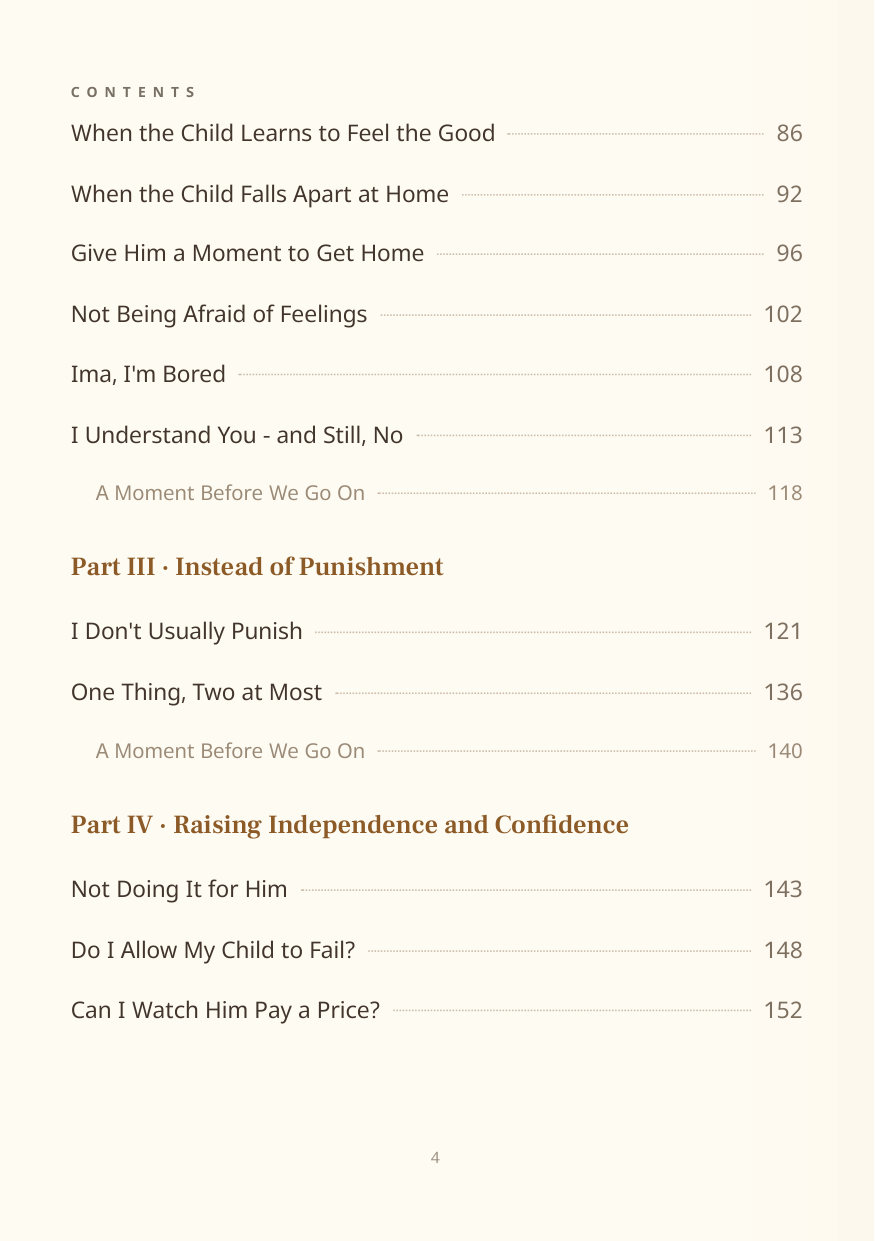 CONTENTS
When the Child Learns to Feel the Good 86
When the Child Falls Apart at Home 92
Give Him a Moment to Get Home 96
Not Being Afraid of Feelings 102
Ima, I'm Bored 108
I Understand You - and Still, No 113
A Moment Before We Go On 118
Part III · Instead of Punishment
I Don't Usually Punish 121
One Thing, Two at Most 136
A Moment Before We Go On 140
Part IV · Raising Independence and Confidence
Not Doing It for Him 143
Do I Allow My Child to Fail? 148
Can I Watch Him Pay a Price? 152
4